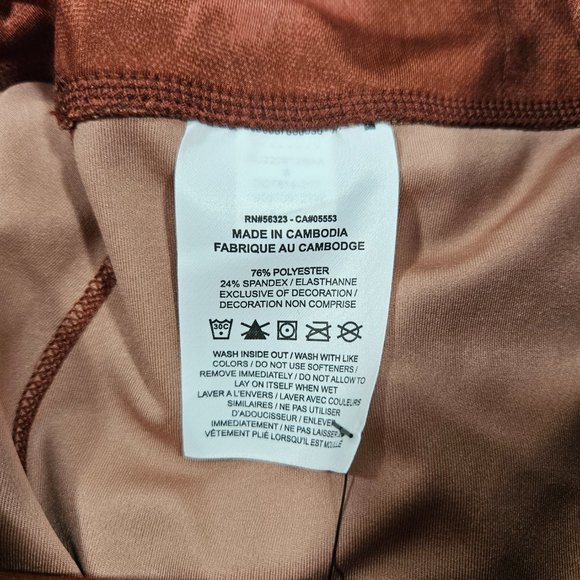 RN#56323 - CA#05553
MADE IN CAMBODIA
FABRIQUE AU CAMBODGE
76% POLYESTER
24% SPANDEX / ELASTHANNE
EXCLUSIVE OF DECORATION /
DECORATION NON COMPRISE
30C
WASH INSIDE OUT / WASH WITH LIKE
COLORS / DO NOT USE SOFTENERS /
REMOVE IMMEDIATELY / DO NOT ALLOW TO
LAY ON ITSELF WHEN WET
LAVER A L'ENVERS / LAVER AVEC COULEURS
SIMILAIRES / NE PAS UTILISER
D'ADOUCISSEUR / ENLEVER
IMMÉDIATEMENT / NE PAS LAISSER
VÊTEMENT PLIÉ LORSQU'IL EST MOUILLÉ